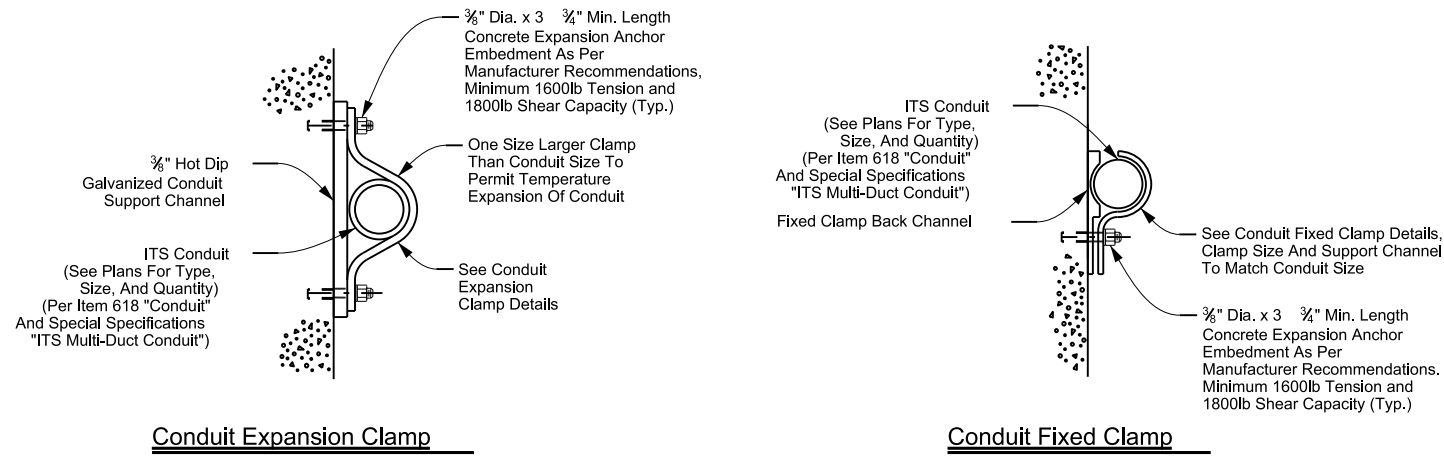 ⅜" Dia. x 3 ¾" Min. Length
Concrete Expansion Anchor
Embedment As Per
Manufacturer Recommendations,
Minimum 1600lb Tension and
1800lb Shear Capacity (Typ.)
One Size Larger Clamp
Than Conduit Size To
Permit Temperature
Expansion Of Conduit
⅜" Hot Dip
Galvanized Conduit
Support Channel
ITS Conduit
(See Plans For Type,
Size, And Quantity)
(Per Item 618 "Conduit"
And Special Specifications
"ITS Multi-Duct Conduit")
See Conduit
Expansion
Clamp Details
Conduit Expansion Clamp
ITS Conduit
(See Plans For Type,
Size, And Quantity)
(Per Item 618 "Conduit"
And Special Specifications
"ITS Multi-Duct Conduit")
Fixed Clamp Back Channel
See Conduit Fixed Clamp Details,
Clamp Size And Support Channel
To Match Conduit Size
⅜" Dia. x 3 ¾" Min. Length
Concrete Expansion Anchor
Embedment As Per
Manufacturer Recommendations.
Minimum 1600lb Tension and
1800lb Shear Capacity (Typ.)
Conduit Fixed Clamp